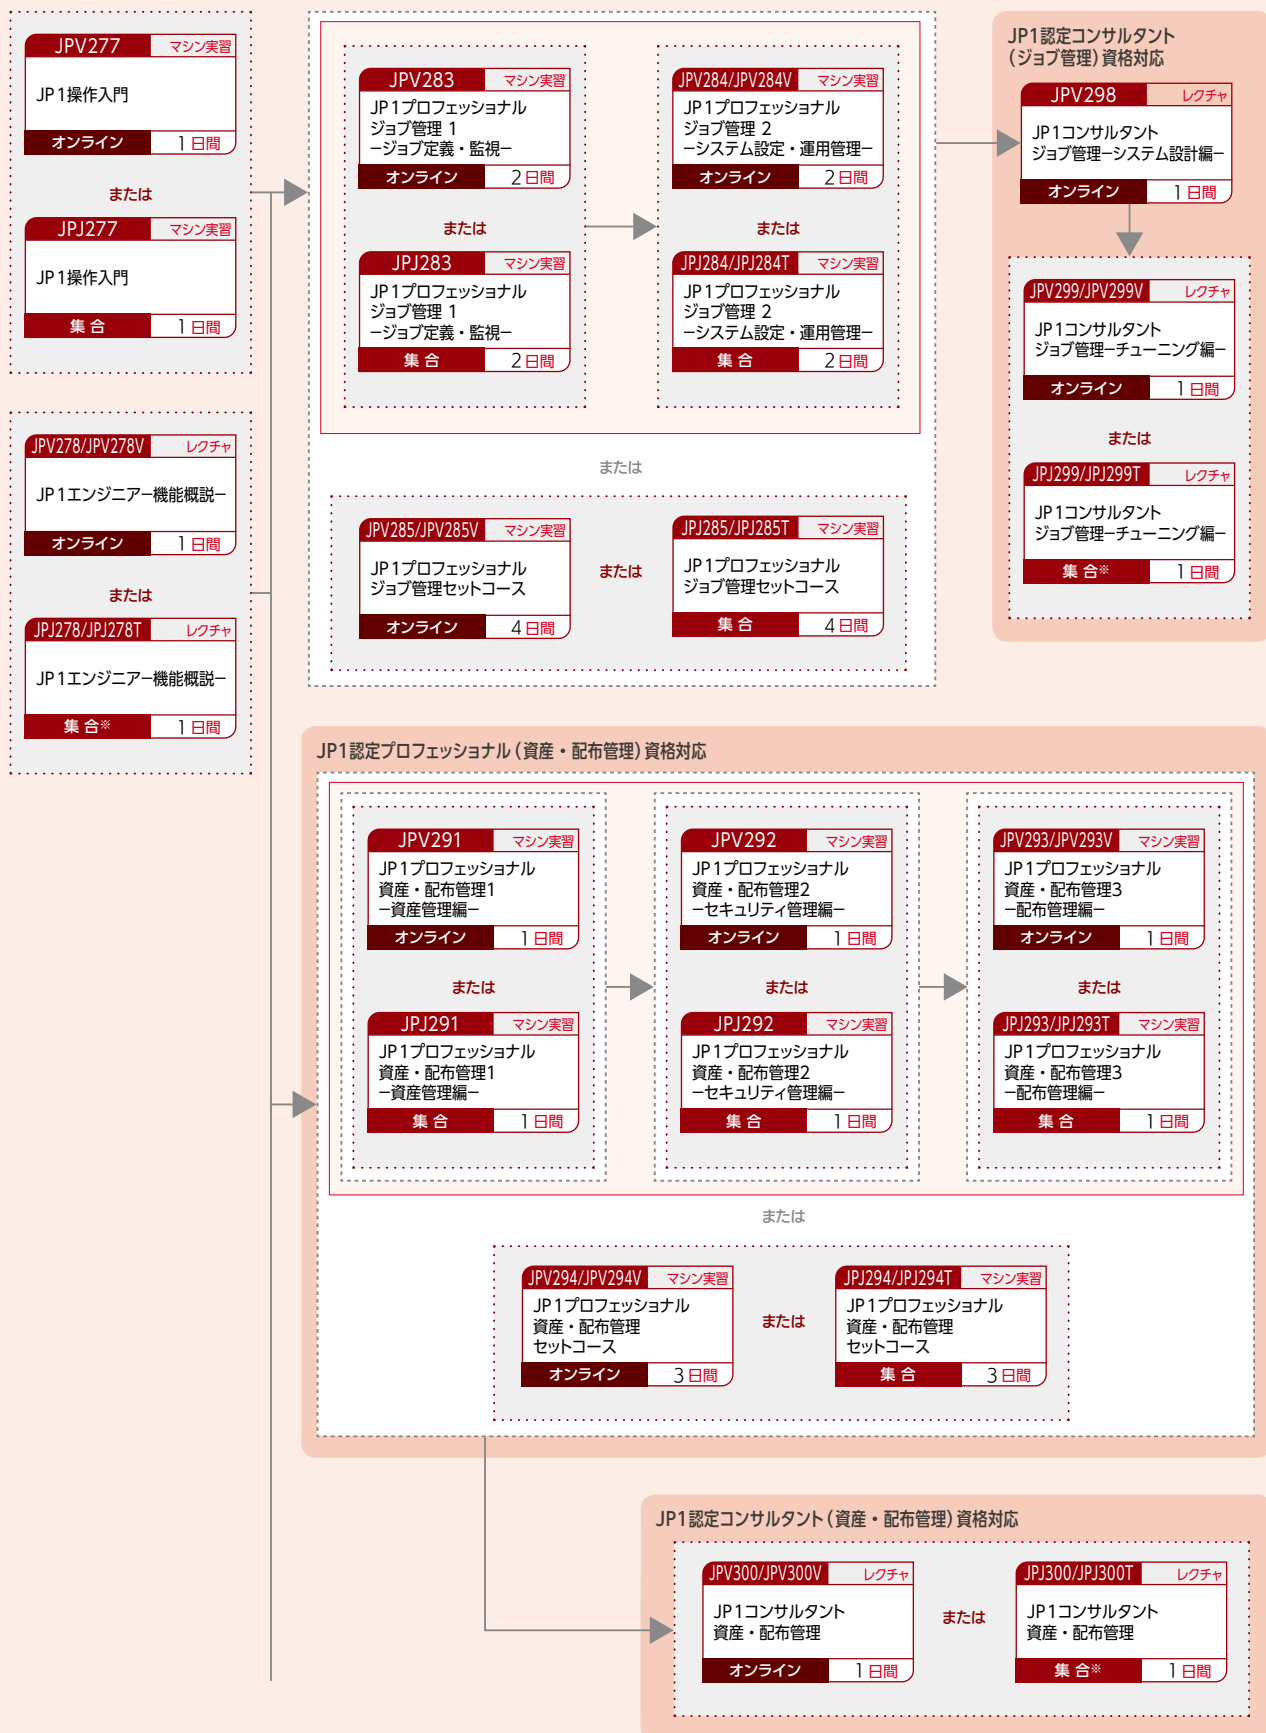 JPV277 マシン実習
JP1操作入門
オンライン 1日間
または
JPJ277 マシン実習
JP1操作入門
集合 1日間
JPV278/JPV278V レクチャ
JP1エンジニアー機能概説ー
オンライン 1日間
または
JPJ278/JPJ278T レクチャ
JP1エンジニアー機能概説ー
集合※ 1日間
JPV283 マシン実習
JP1プロフェッショナル
ジョブ管理 1
ージョブ定義・監視ー
オンライン 2日間
または
JPJ283 マシン実習
JP1プロフェッショナル
ジョブ管理 1
ージョブ定義・監視ー
集合 2日間
JPV284/JPV284V マシン実習
JP1プロフェッショナル
ジョブ管理 2
ーシステム設定・運用管理ー
オンライン 2日間
または
JPJ284/JPJ284T マシン実習
JP1プロフェッショナル
ジョブ管理 2
ーシステム設定・運用管理ー
集合 2日間
または
JPV285/JPV285V マシン実習
JP1プロフェッショナル
ジョブ管理セットコース
オンライン 4日間
または
JPJ285/JPJ285T マシン実習
JP1プロフェッショナル
ジョブ管理セットコース
集合 4日間
JP1認定コンサルタント
(ジョブ管理)資格対応
JPV298 レクチャ
JP1コンサルタント
ジョブ管理ーシステム設計編ー
オンライン 1日間
JPV299/JPV299V レクチャ
JP1コンサルタント
ジョブ管理ーチューニング編ー
オンライン 1日間
または
JPJ299/JPJ299T レクチャ
JP1コンサルタント
ジョブ管理ーチューニング編ー
集合※ 1日間
JP1認定プロフェッショナル(資産・配布管理)資格対応
JPV291 マシン実習
JP1プロフェッショナル
資産・配布管理1
ー資産管理編ー
オンライン 1日間
または
JPJ291 マシン実習
JP1プロフェッショナル
資産・配布管理1
ー資産管理編ー
集合 1日間
JPV292 マシン実習
JP1プロフェッショナル
資産・配布管理2
ーセキュリティ管理編ー
オンライン 1日間
または
JPJ292 マシン実習
JP1プロフェッショナル
資産・配布管理2
ーセキュリティ管理編ー
集合 1日間
JPV293/JPV293V マシン実習
JP1プロフェッショナル
資産・配布管理3
ー配布管理編ー
オンライン 1日間
または
JPJ293/JPJ293T マシン実習
JP1プロフェッショナル
資産・配布管理3
ー配布管理編ー
集合 1日間
または
JPV294/JPV294V マシン実習
JP1プロフェッショナル
資産・配布管理
セットコース
オンライン 3日間
または
JPJ294/JPJ294T マシン実習
JP1プロフェッショナル
資産・配布管理
セットコース
集合 3日間
JP1認定コンサルタント(資産・配布管理)資格対応
JPV300/JPV300V レクチャ
JP1コンサルタント
資産・配布管理
オンライン 1日間
または
JPJ300/JPJ300T レクチャ
JP1コンサルタント
資産・配布管理
集合※ 1日間